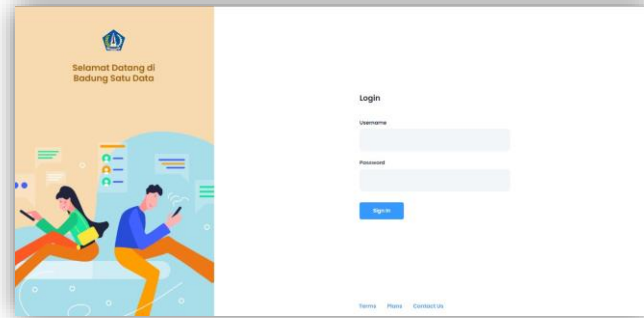 Selamat Datang di
Badung Satu Data
Login
Username
Password
Sign In
Terms Plans Contact Us